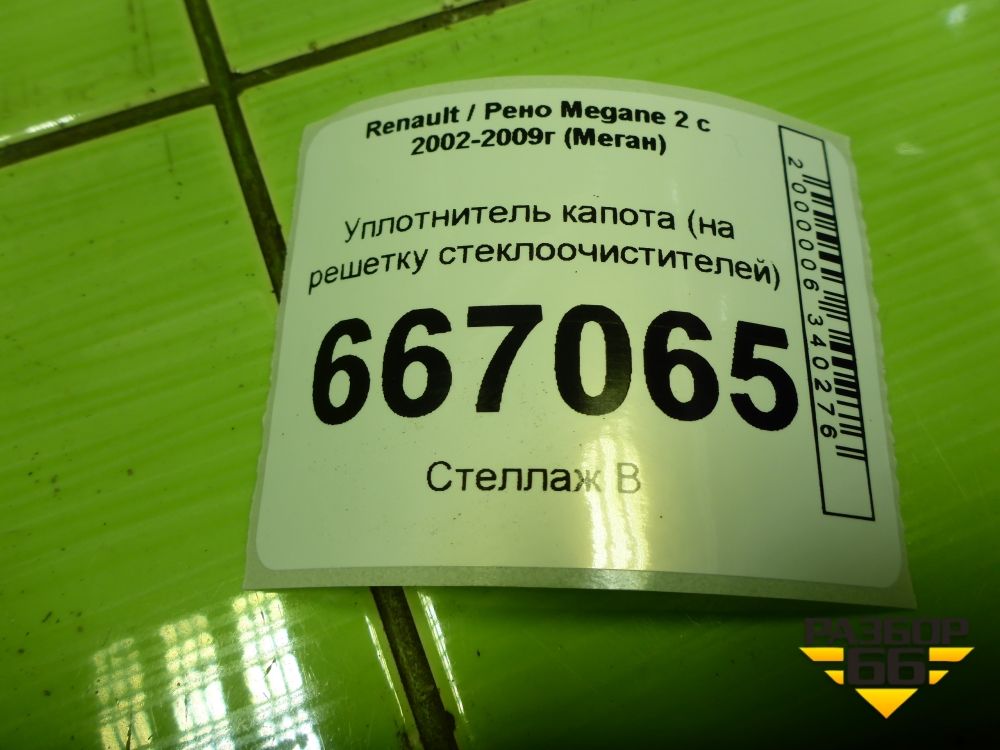 Renault / Рено Megane 2 с
2002-2009г (Меган)
Уплотнитель капота (на
решетку стеклоочистителей)
667065
Стеллаж В
2000006340276
РАЗБОР
66